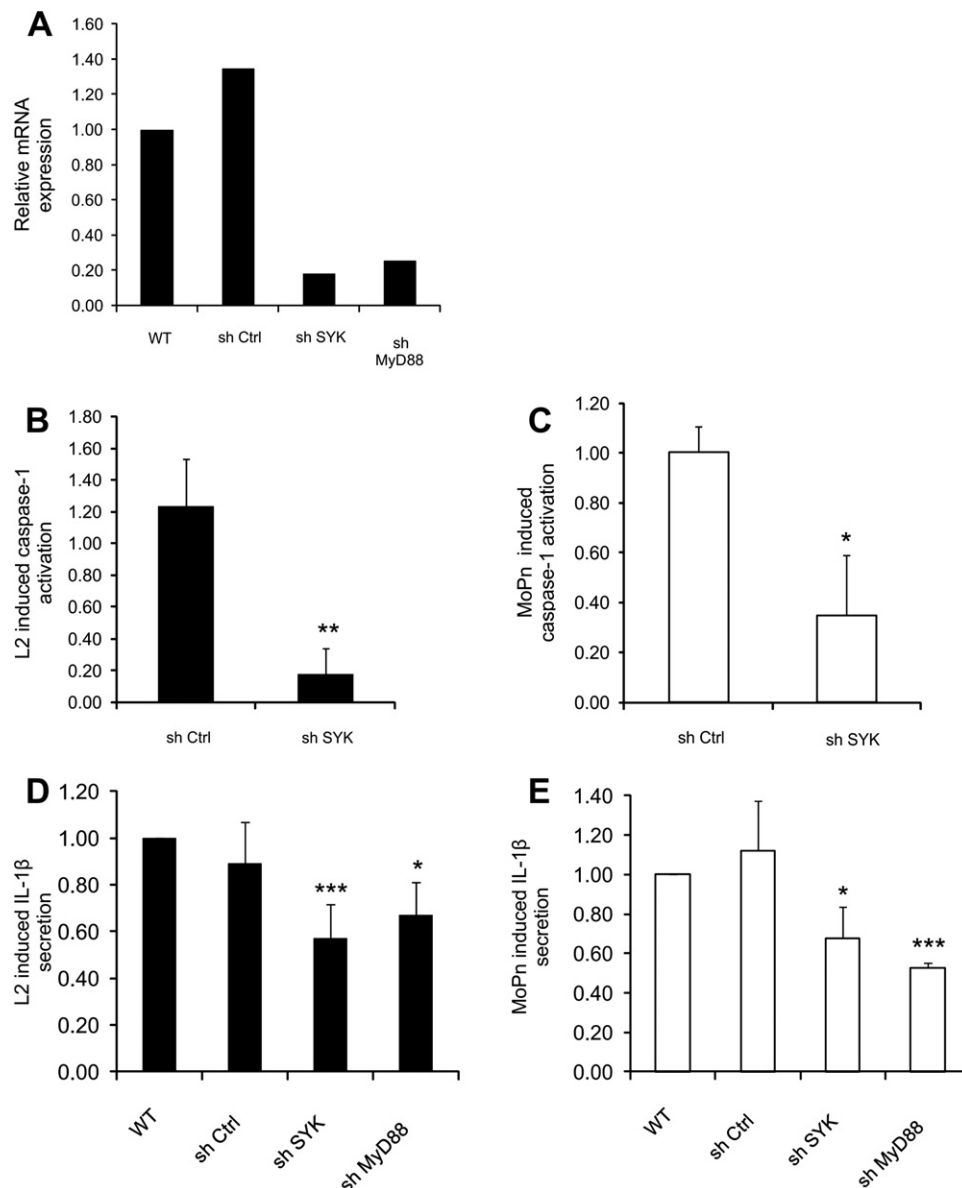 A
Relative mRNA
expression
1.60
1.40
1.20
1.00
0.80
0.60
0.40
0.20
0.00
WT
sh Ctrl
sh SYK
sh
MyD88
B
L2 induced caspase-1
activation
1.80
1.60
1.40
1.20
1.00
0.80
0.60
0.40
0.20
0.00
**
sh Ctrl
sh SYK
C
MoPn induced
caspase-1 activation
1.20
1.00
0.80
0.60
0.40
0.20
0.00
*
sh Ctrl
sh SYK
D
L2 induced IL-1β
secretion
1.20
1.00
0.80
0.60
0.40
0.20
0.00
***
*
WT
sh Ctrl
sh SYK
sh MyD88
E
MoPn induced IL-1β
secretion
1.40
1.20
1.00
0.80
0.60
0.40
0.20
0.00
*
***
WT
sh Ctrl
sh SYK
sh MyD88